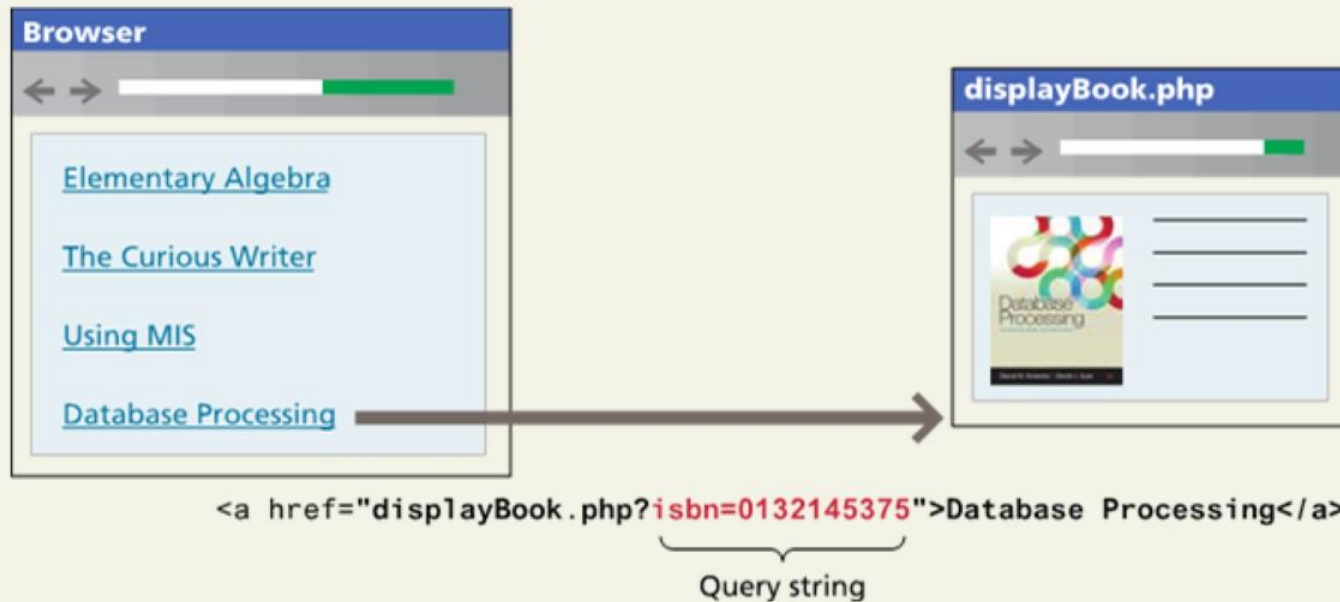 Browser
Elementary Algebra
The Curious Writer
Using MIS
Database Processing
displayBook.php
Database
Processing
<a href="displayBook.php?isbn=0132145375">Database Processing</a>
Query string